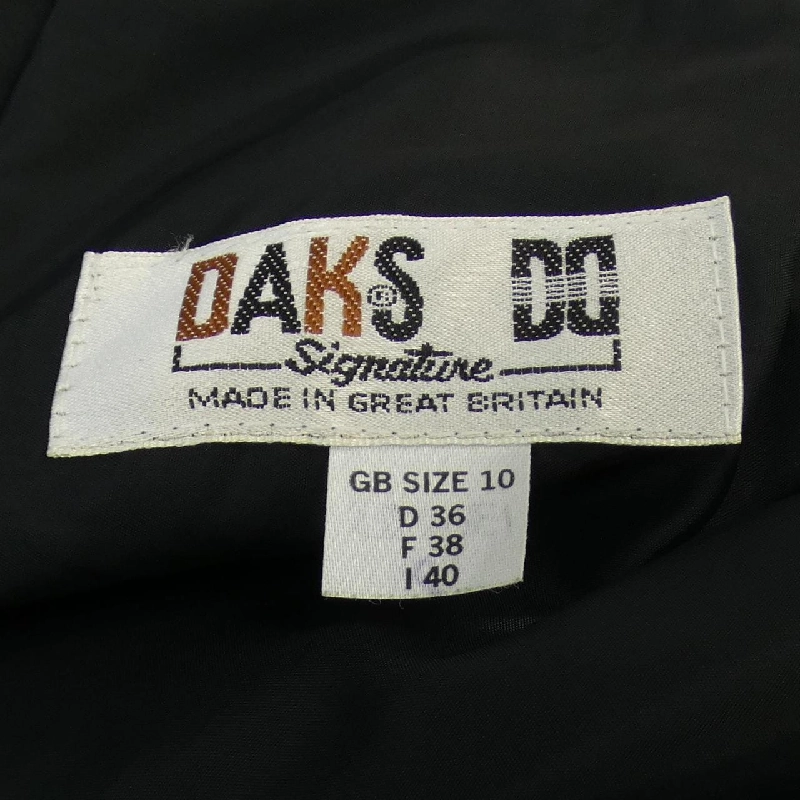 DAKS® DD
Signature
MADE IN GREAT BRITAIN
GB SIZE 10
D 36
F 38
I 40